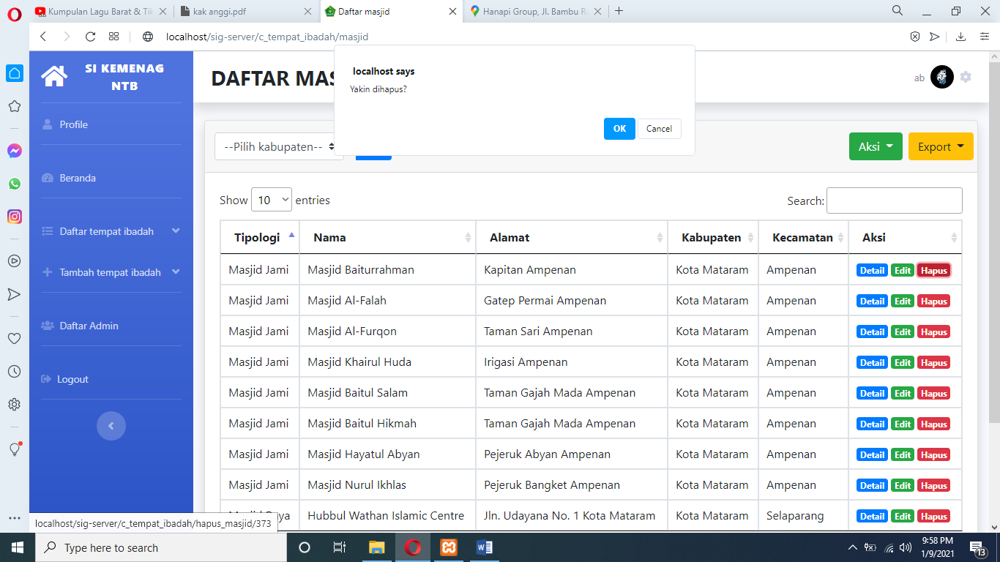 Kumpulan Lagu Barat & Tik
kak anggi.pdf
Daftar masjid
Hanapi Group, Jl. Bambu R
localhost/sig-server/c_tempat_ibadah/masjid
localhost says
Yakin dihapus?
OK
Cancel
SI KEMENAG
NTB
Profile
Beranda
Daftar tempat ibadah
Tambah tempat ibadah
Daftar Admin
Logout
DAFTAR MAS
ab
--Pilih kabupaten--
Aksi
Export
Show 10 entries
Search:
Tipologi Nama Alamat Kabupaten Kecamatan Aksi
Masjid Jami Masjid Baiturrahman Kapitan Ampenan Kota Mataram Ampenan Detail Edit Hapus
Masjid Jami Masjid Al-Falah Gatep Permai Ampenan Kota Mataram Ampenan Detail Edit Hapus
Masjid Jami Masjid Al-Furqon Taman Sari Ampenan Kota Mataram Ampenan Detail Edit Hapus
Masjid Jami Masjid Khairul Huda Irigasi Ampenan Kota Mataram Ampenan Detail Edit Hapus
Masjid Jami Masjid Baitul Salam Taman Gajah Mada Ampenan Kota Mataram Ampenan Detail Edit Hapus
Masjid Jami Masjid Baitul Hikmah Taman Gajah Mada Ampenan Kota Mataram Ampenan Detail Edit Hapus
Masjid Jami Masjid Hayatul Abyan Pejeruk Abyan Ampenan Kota Mataram Ampenan Detail Edit Hapus
Masjid Jami Masjid Nurul Ikhlas Pejeruk Bangket Ampenan Kota Mataram Ampenan Detail Edit Hapus
Hubbul Wathan Islamic Centre Jln. Udayana No. 1 Kota Mataram Kota Mataram Selaparang Detail Edit Hapus
localhost/sig-server/c_tempat_ibadah/hapus_masjid/373
Type here to search
9:58 PM
1/9/2021
13